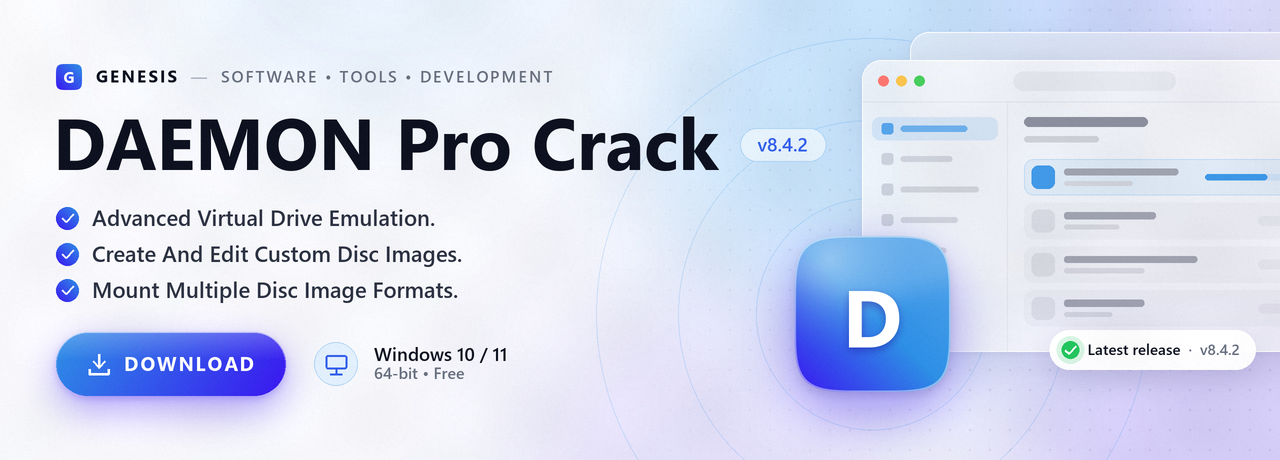 G GENESIS — SOFTWARE • TOOLS • DEVELOPMENT
DAEMON Pro Crack v8.4.2
Advanced Virtual Drive Emulation.
Create And Edit Custom Disc Images.
Mount Multiple Disc Image Formats.
DOWNLOAD
Windows 10 / 11
64-bit • Free
D
Latest release · v8.4.2